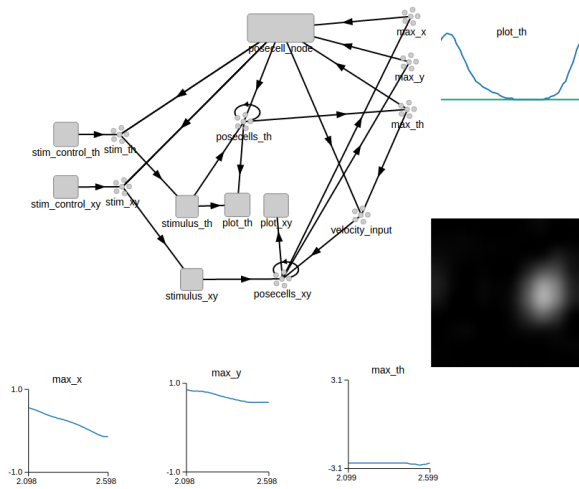 max_x
plot_th
posecell_node
max_y
max_th
stim_th
posecells_th
stim_control_th
stim_xy
stim_control_xy
stimulus_th
plot_th
plot_xy
velocity_input
stimulus_xy
posecells_xy
max_x
1.0
-1.0
2.098
2.598
max_y
1.0
-1.0
2.098
2.598
max_th
3.1
-3.1
2.099
2.599